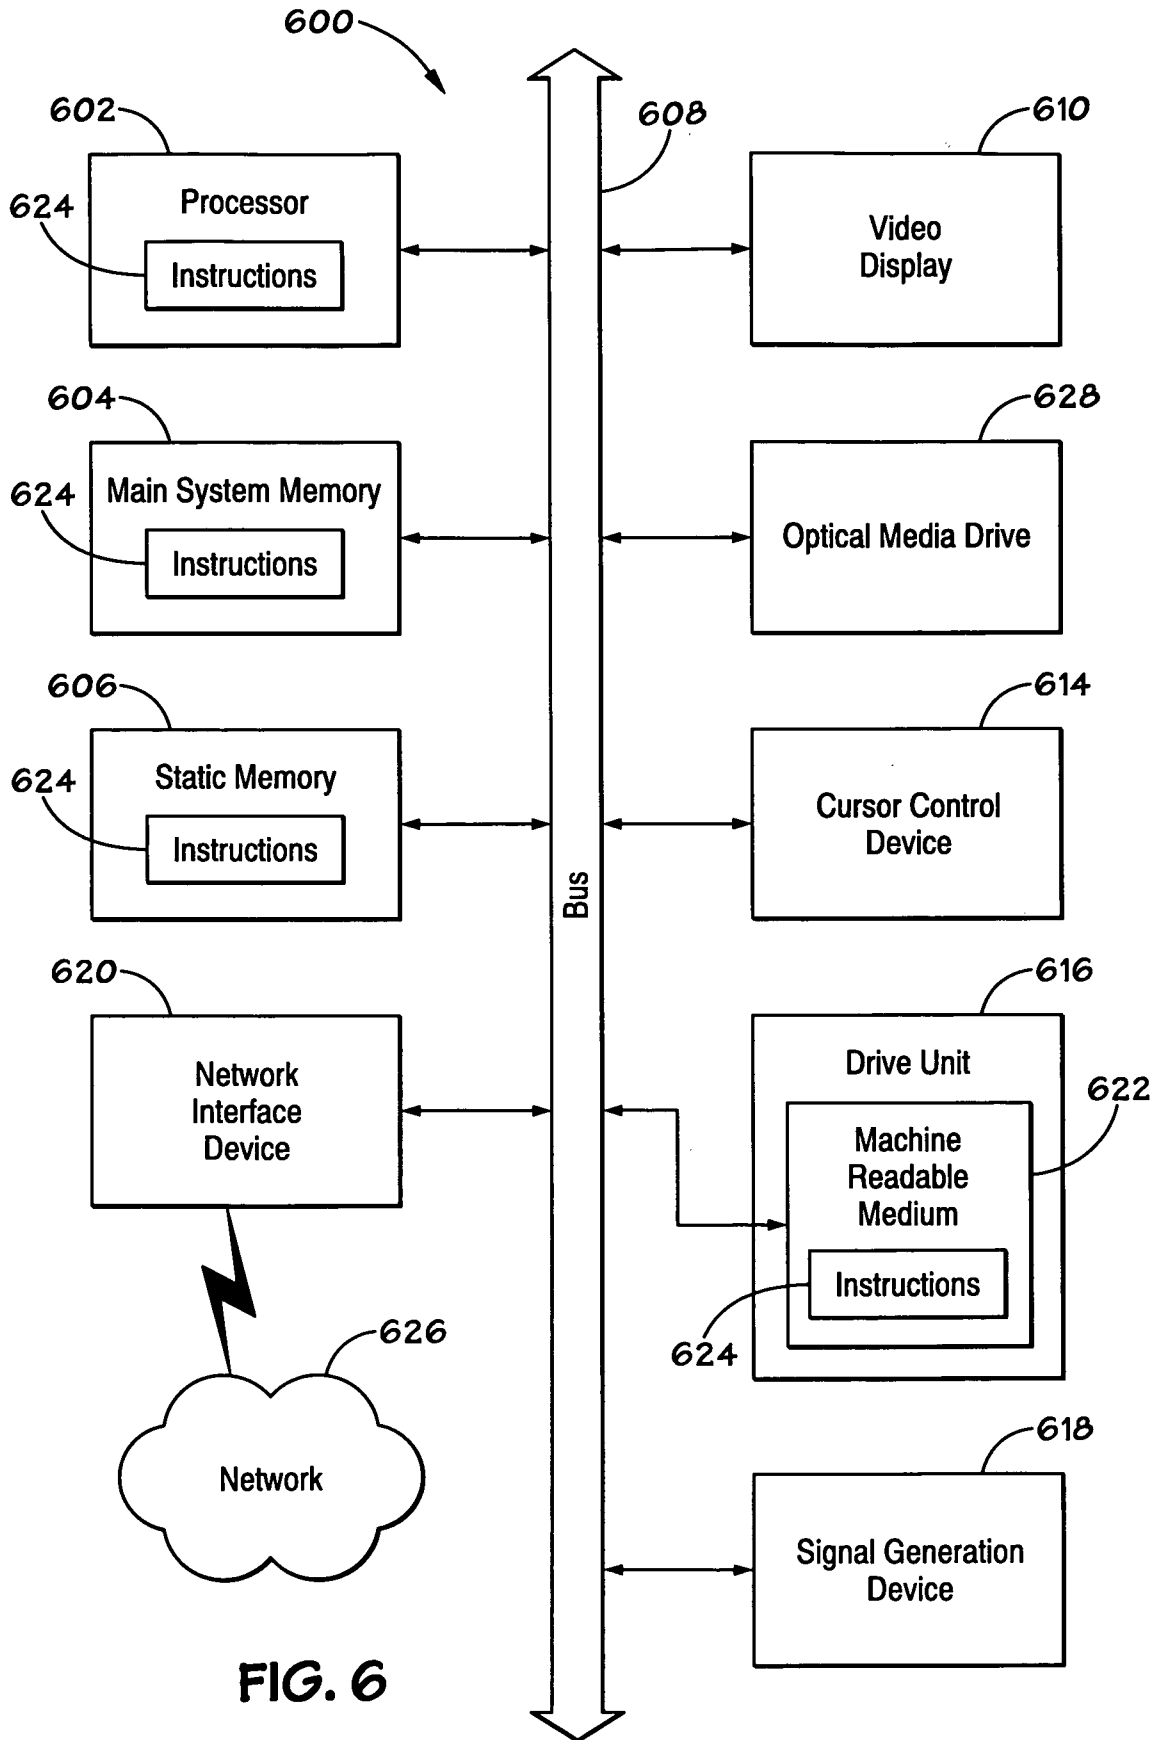 600
602
Processor
624
Instructions
604
Main System Memory
624
Instructions
606
Static Memory
624
Instructions
620
Network
Interface
Device
626
Network
608
Bus
610
Video
Display
628
Optical Media Drive
614
Cursor Control
Device
616
Drive Unit
622
Machine
Readable
Medium
Instructions
624
618
Signal Generation
Device
FIG. 6